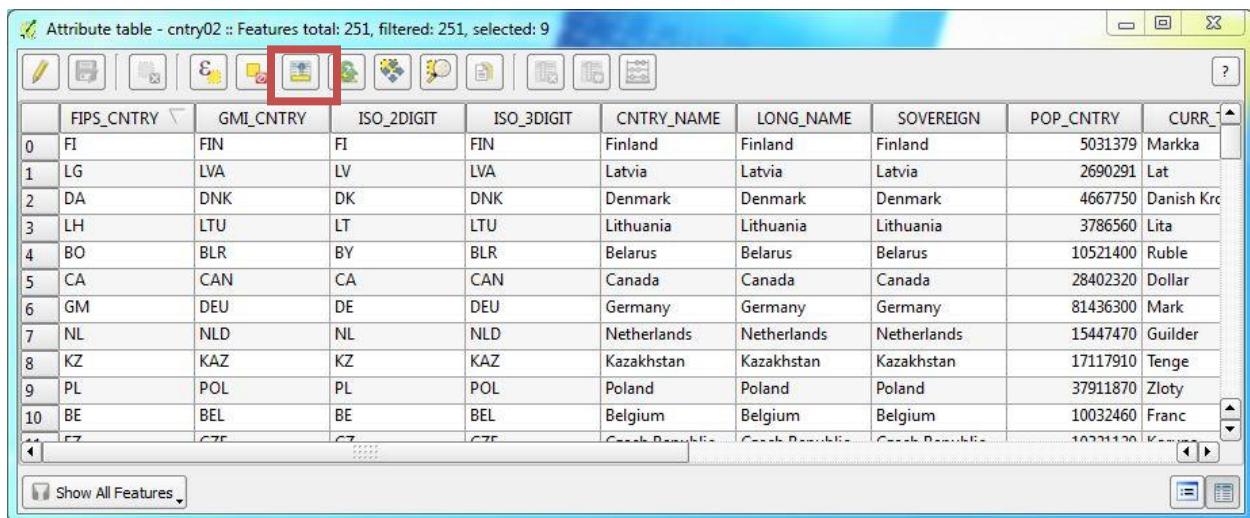 Attribute table - cntry02 :: Features total: 251, filtered: 251, selected: 9
ε
?
FIPS_CNTRY GMI_CNTRY ISO_2DIGIT ISO_3DIGIT CNTRY_NAME LONG_NAME SOVEREIGN POP_CNTRY CURR_
0 FI FIN FI FIN Finland Finland Finland 5031379 Markka
1 LG LVA LV LVA Latvia Latvia Latvia 2690291 Lat
2 DA DNK DK DNK Denmark Denmark Denmark 4667750 Danish Krc
3 LH LTU LT LTU Lithuania Lithuania Lithuania 3786560 Lita
4 BO BLR BY BLR Belarus Belarus Belarus 10521400 Ruble
5 CA CAN CA CAN Canada Canada Canada 28402320 Dollar
6 GM DEU DE DEU Germany Germany Germany 81436300 Mark
7 NL NLD NL NLD Netherlands Netherlands Netherlands 15447470 Guilder
8 KZ KAZ KZ KAZ Kazakhstan Kazakhstan Kazakhstan 17117910 Tenge
9 PL POL PL POL Poland Poland Poland 37911870 Zloty
10 BE BEL BE BEL Belgium Belgium Belgium 10032460 Franc
Show All Features